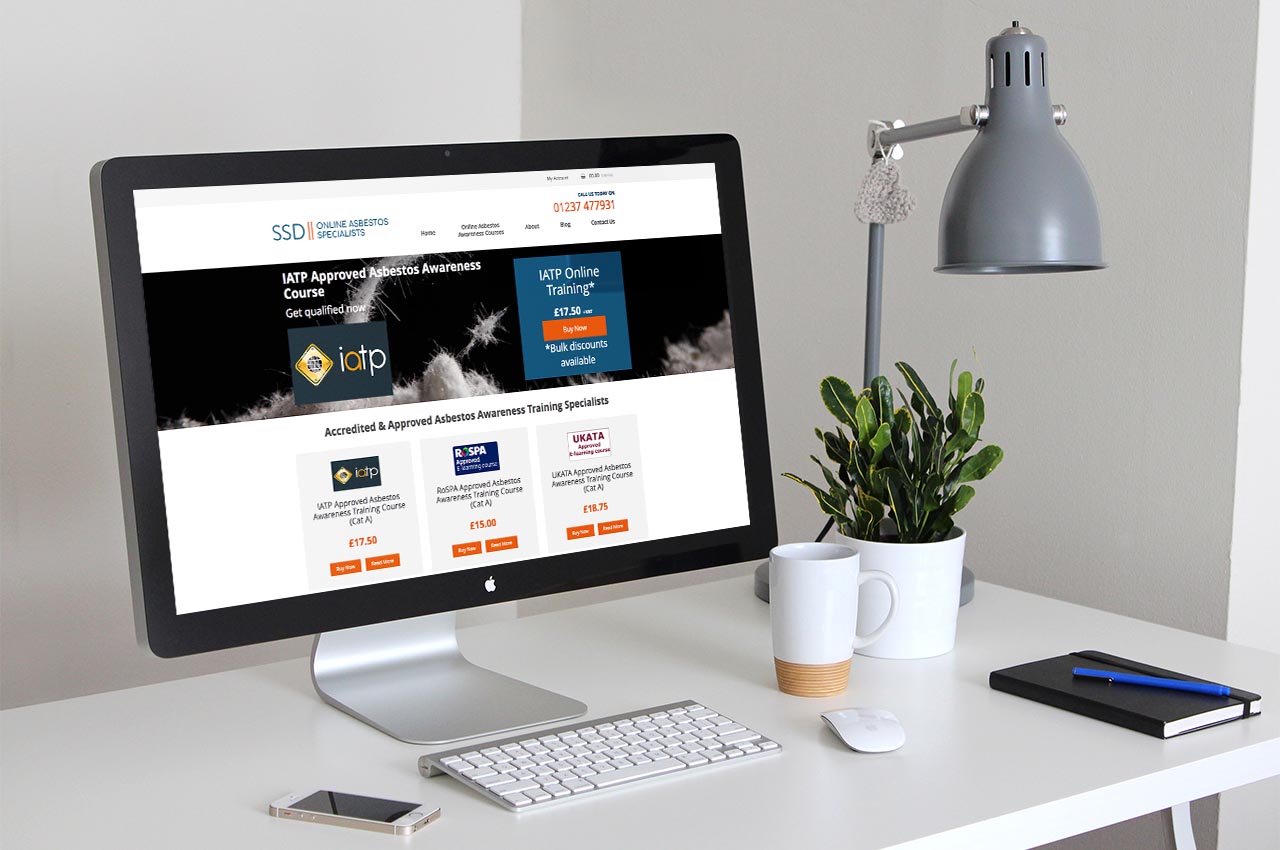 My Account £0.00
CALL US TODAY ON
01237 477931
SSD ONLINE ASBESTOS
SPECIALISTS
Home
Online Asbestos
Awareness Courses
About
Blog
Contact Us
IATP Approved Asbestos Awareness
Course
Get qualified now
iatp
IATP Online
Training*
£17.50 +VAT
Buy Now
*Bulk discounts
available
Accredited & Approved Asbestos Awareness Training Specialists
iatp
IATP Approved Asbestos
Awareness Training Course
(Cat A)
£17.50
Buy Now Read More
RoSPA
Approved
E-learning course
RoSPA Approved Asbestos
Awareness Training Course
(Cat A)
£15.00
Buy Now Read More
UKATA
Approved
E-learning course
UKATA Approved Asbestos
Awareness Training Course
(Cat A)
£18.75
Buy Now Read More